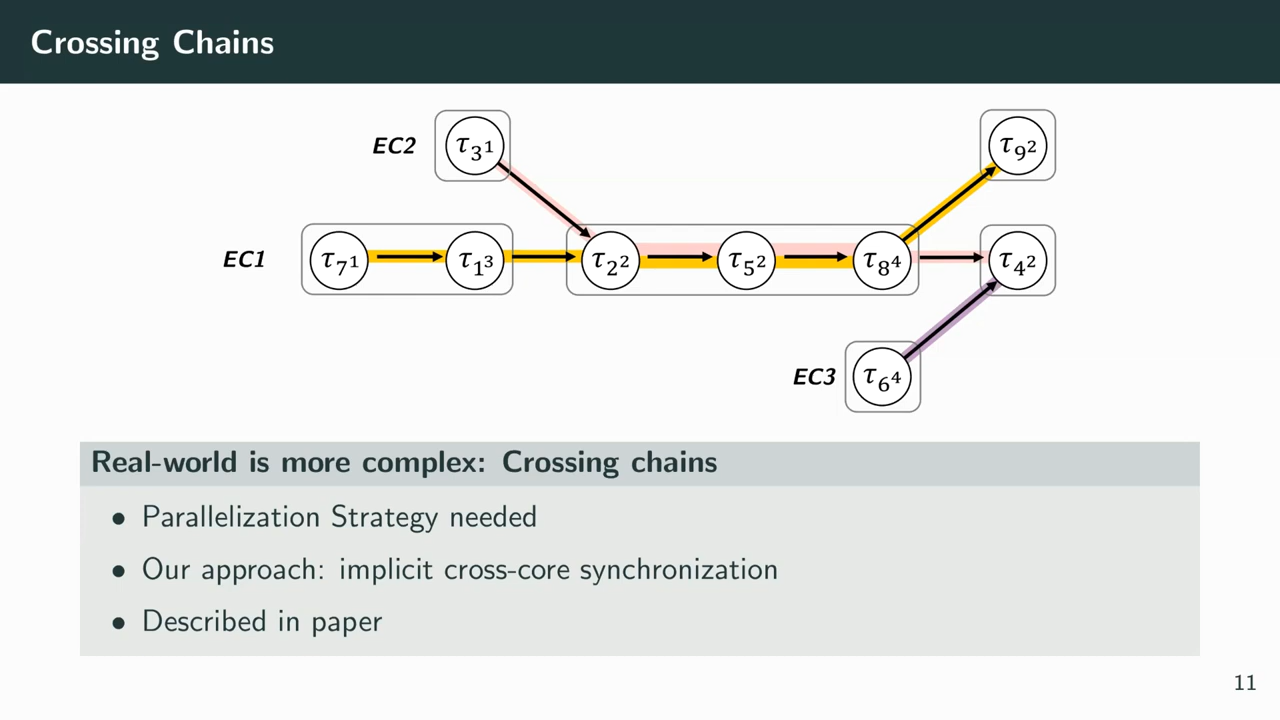 Crossing Chains
EC2 τ₃¹ τ₉²
EC1 τ₇¹ τ₁³ τ₂² τ₅² τ₈⁴ τ₄²
EC3 τ₆⁴
Real-world is more complex: Crossing chains
• Parallelization Strategy needed
• Our approach: implicit cross-core synchronization
• Described in paper
11